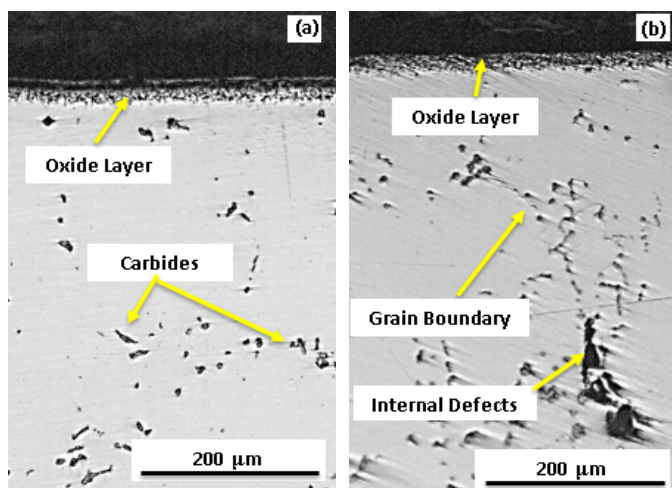 (a)
Oxide Layer
Carbides
200 µm
(b)
Oxide Layer
Grain Boundary
Internal Defects
200 µm